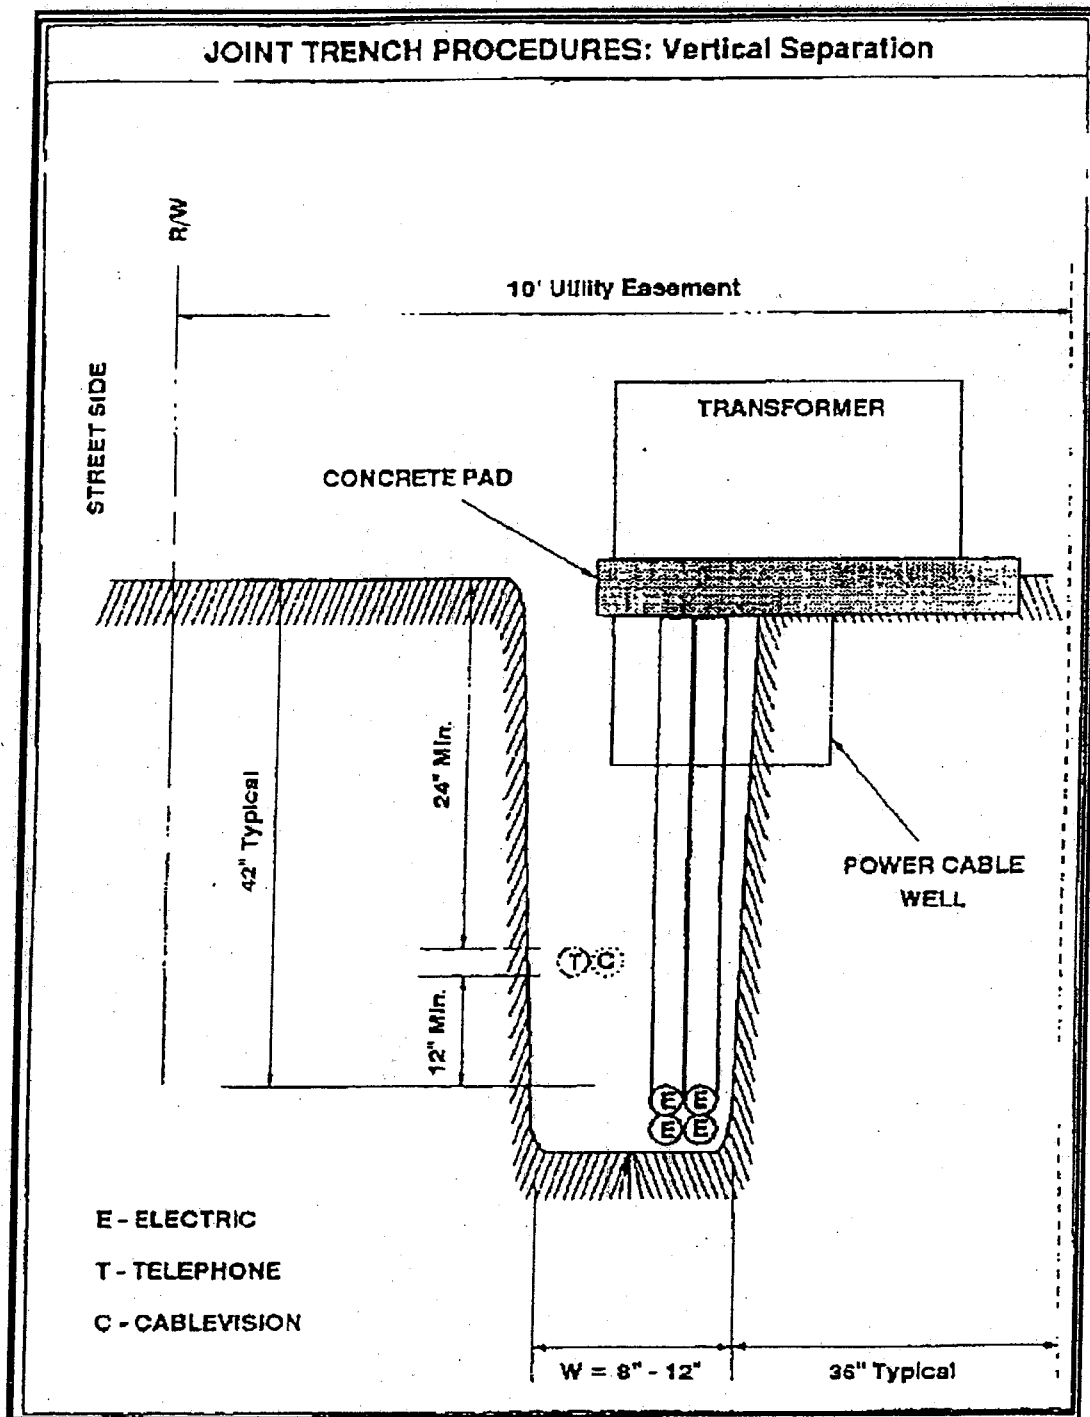 JOINT TRENCH PROCEDURES: Vertical Separation
R/W
10' Utility Easement
STREET SIDE
TRANSFORMER
CONCRETE PAD
24" Min.
42" Typical
POWER CABLE
WELL
T C
12" Min.
E E
E E
E - ELECTRIC
T - TELEPHONE
C - CABLEVISION
W = 8" - 12"
36" Typical